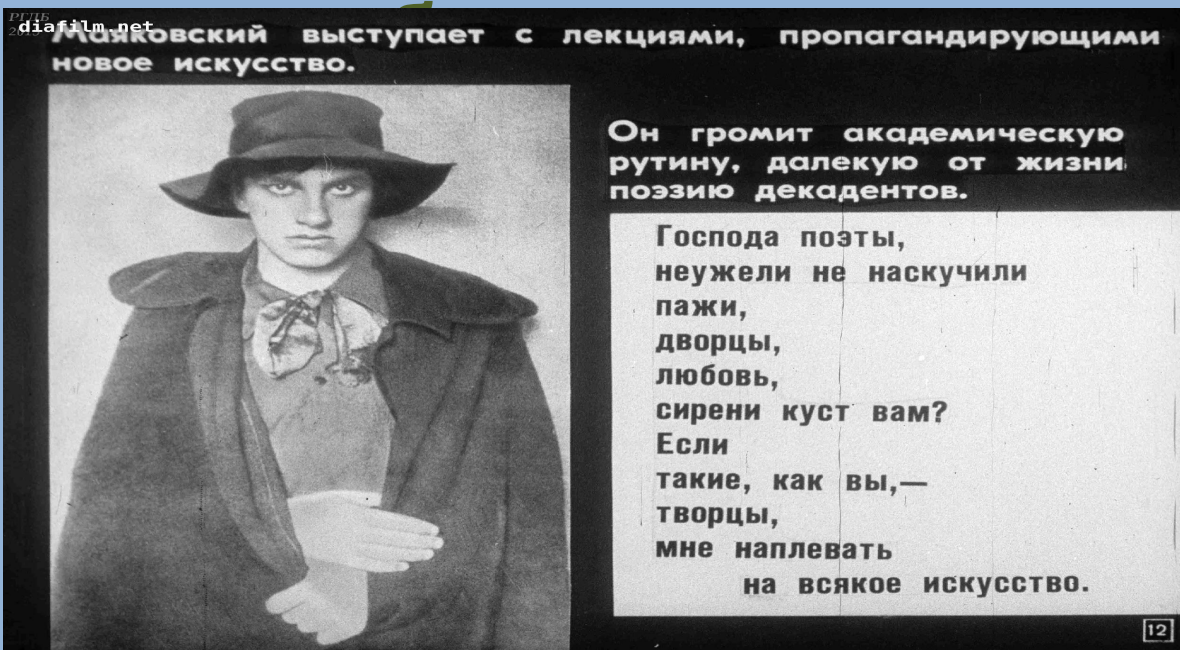 РГДБ
diafilm.net
Маяковский выступает с лекциями, пропагандирующими
новое искусство.
Он громит академическую
рутину, далекую от жизни
поэзию декадентов.
Господа поэты,
неужели не наскучили
пажи,
дворцы,
любовь,
сирени куст вам?
Если
такие, как вы,—
творцы,
мне наплевать
на всякое искусство.
12